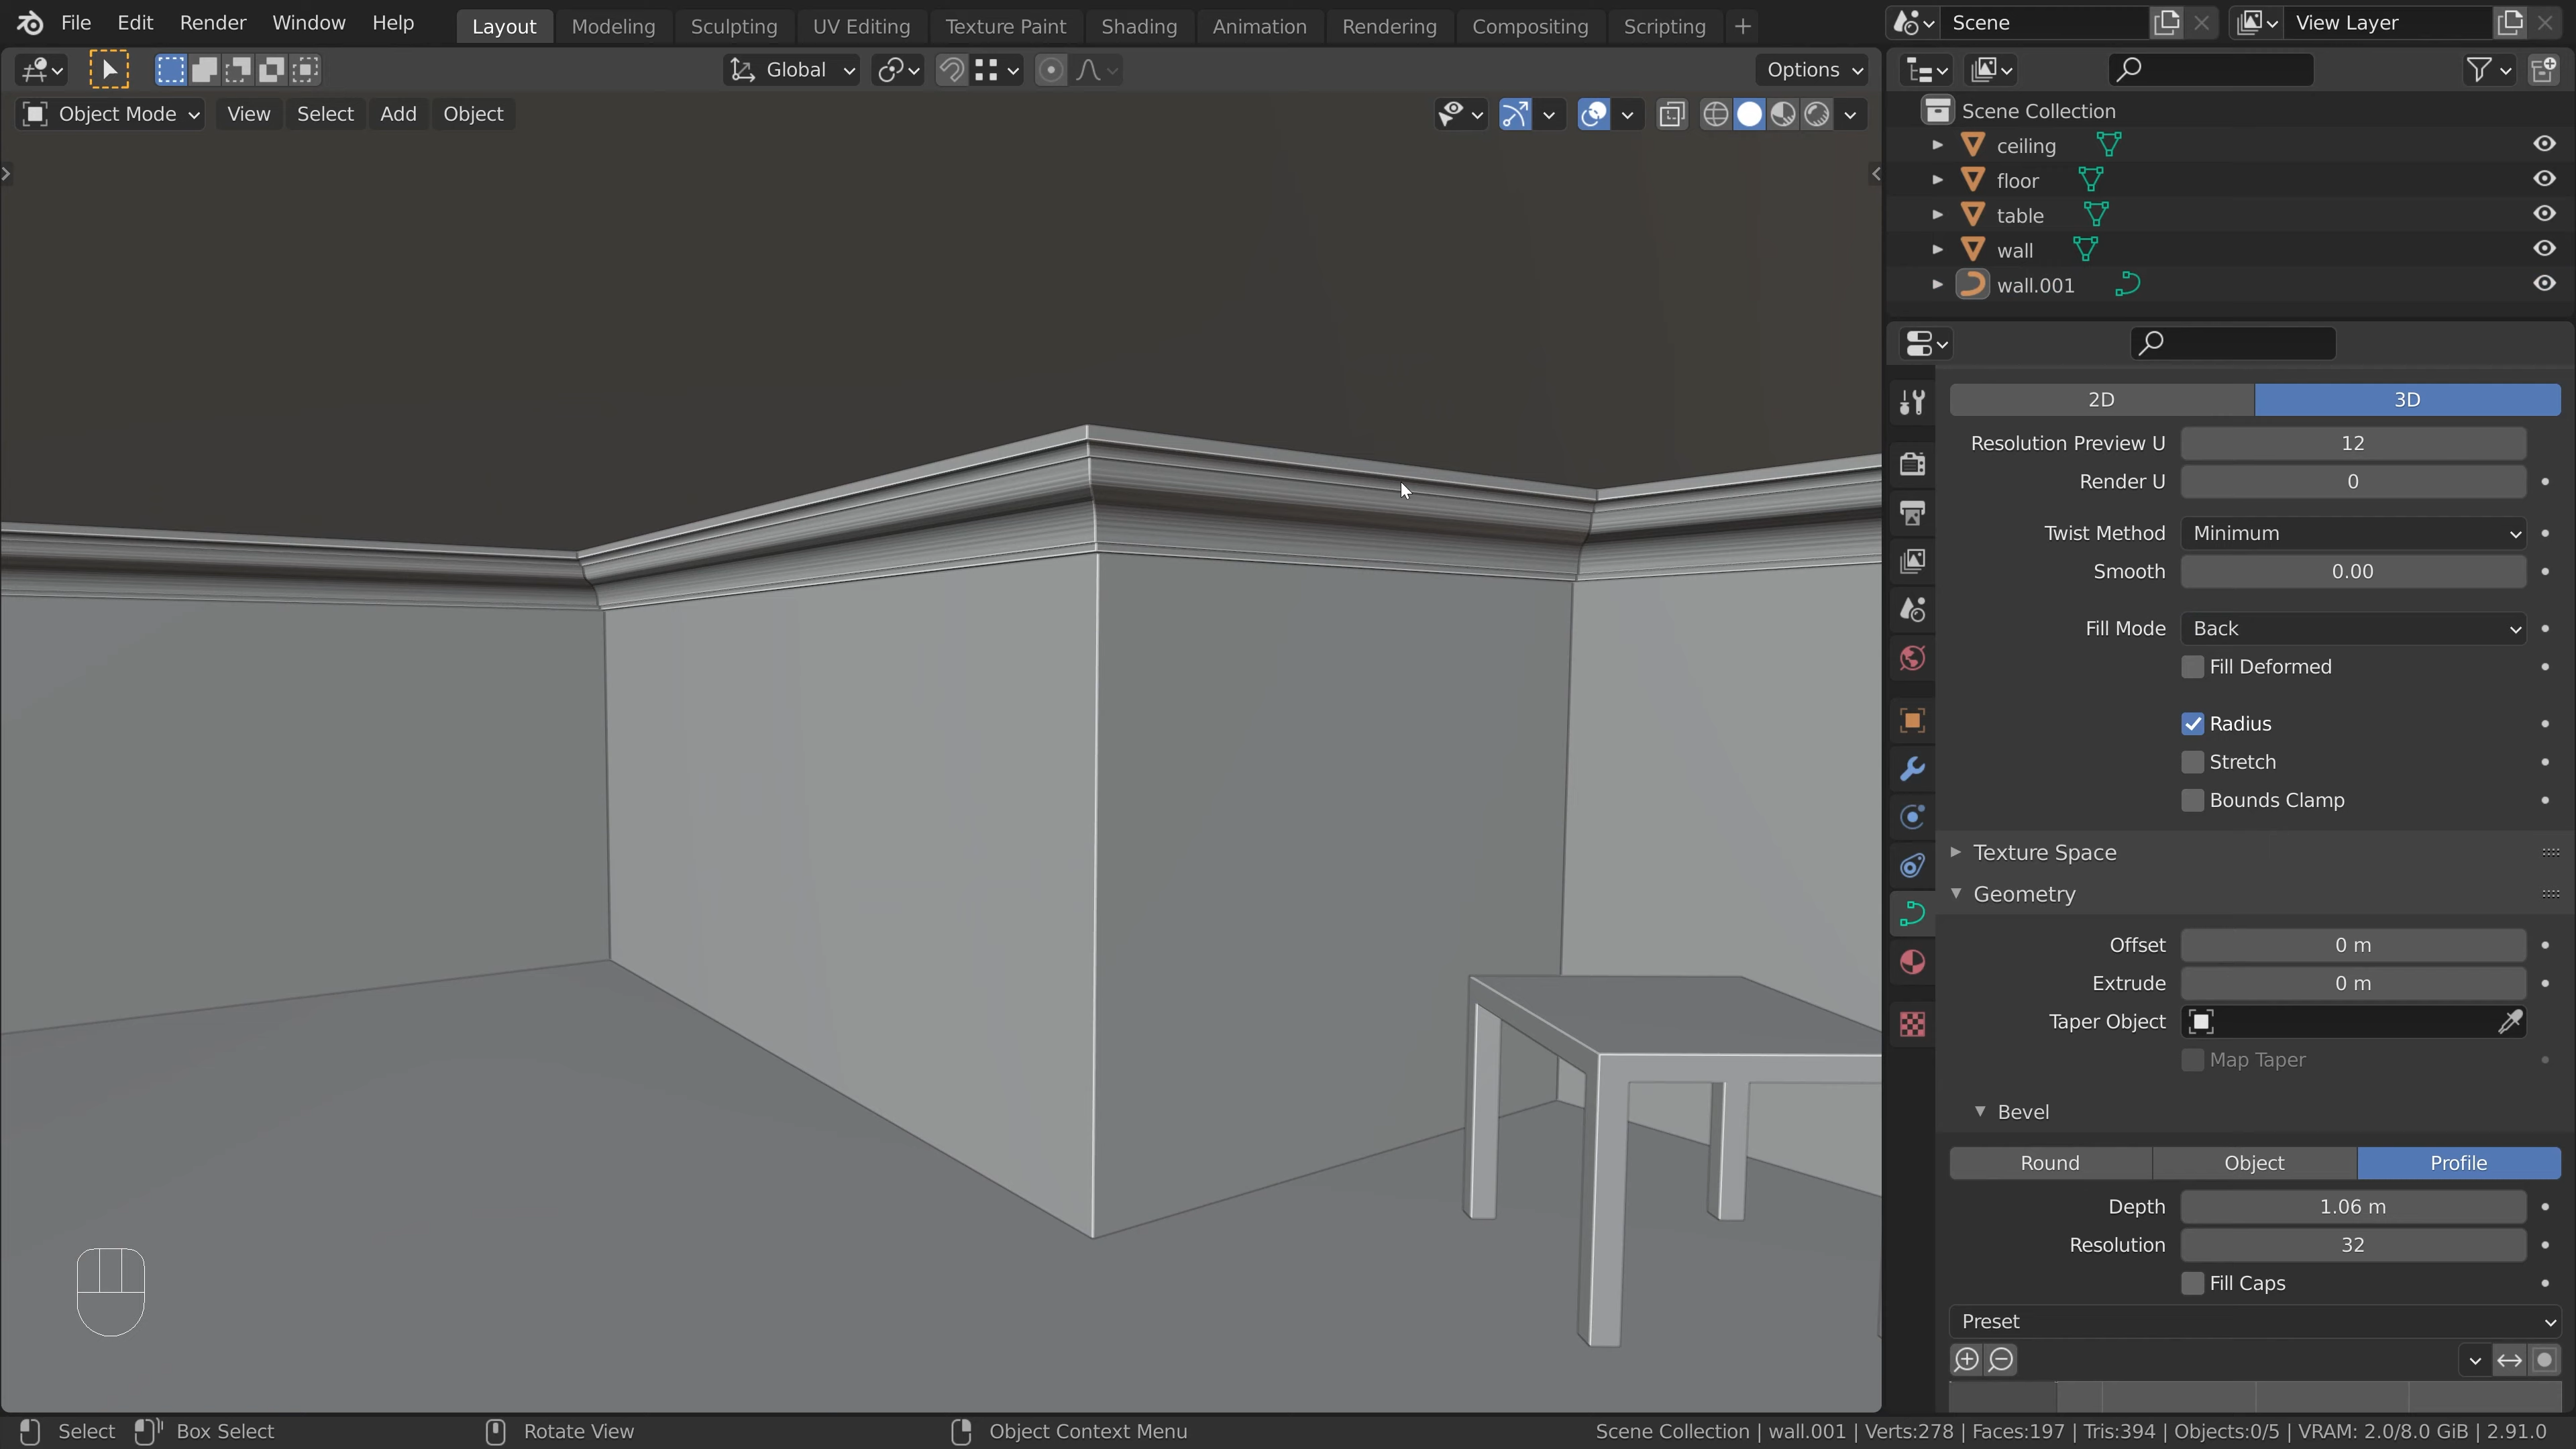 File Edit Render Window Help Layout Modeling Sculpting UV Editing Texture Paint Shading Animation Rendering Compositing Scripting + Scene View Layer
Global Options
Object Mode View Select Add Object
Scene Collection
ceiling
floor
table
wall
wall.001
2D 3D
Resolution Preview U 12
Render U 0
Twist Method Minimum
Smooth 0.00
Fill Mode Back
Fill Deformed
Radius
Stretch
Bounds Clamp
Texture Space
Geometry
Offset 0 m
Extrude 0 m
Taper Object
Map Taper
Bevel
Round Object Profile
Depth 1.06 m
Resolution 32
Fill Caps
Preset
Select Box Select Rotate View Object Context Menu Scene Collection | wall.001 | Verts:278 | Faces:197 | Tris:394 | Objects:0/5 | VRAM: 2.0/8.0 GiB | 2.91.0